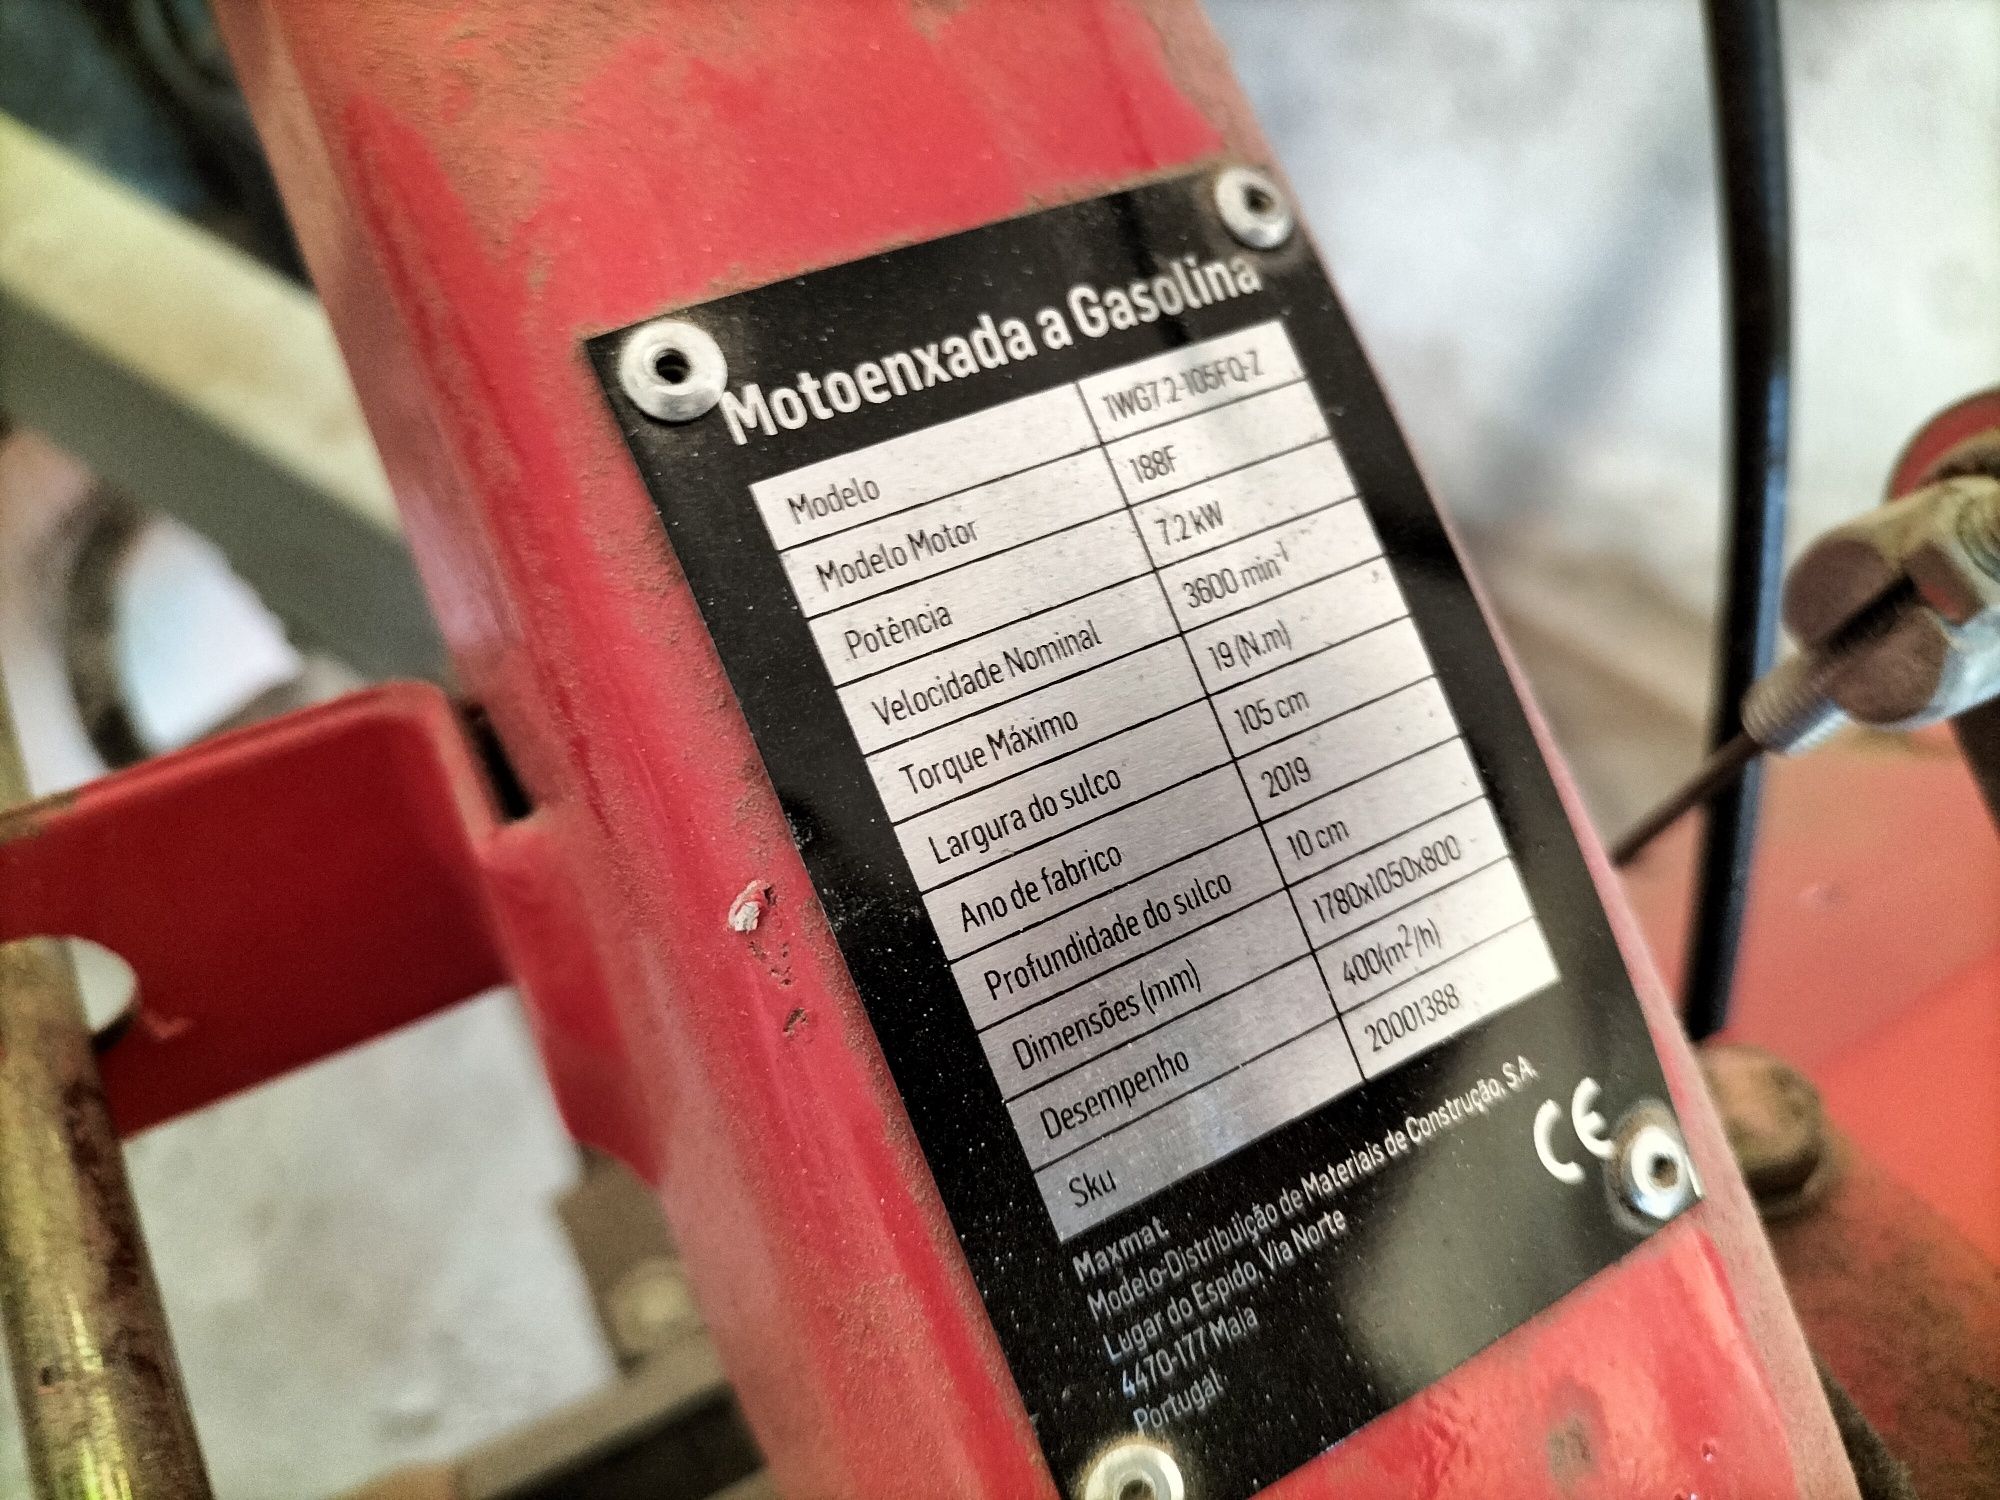 Motoenxada a Gasolina
Modelo 1WG7.2-105FQ-Z
Modelo Motor 188F
Potência 7.2 kW
Velocidade Nominal 3600 min⁻¹
Torque Máximo 19 (N.m)
Largura do sulco 105 cm
Ano de fabrico 2019
Profundidade do sulco 10 cm
Dimensões (mm) 1780x1050x800
Desempenho 400(m²/h)
Sku 20001388
Maxmat
Modelo-Distribuição de Materiais de Construção, S.A.
Lugar do Espido, Via Norte
4470-177 Maia
Portugal
CE